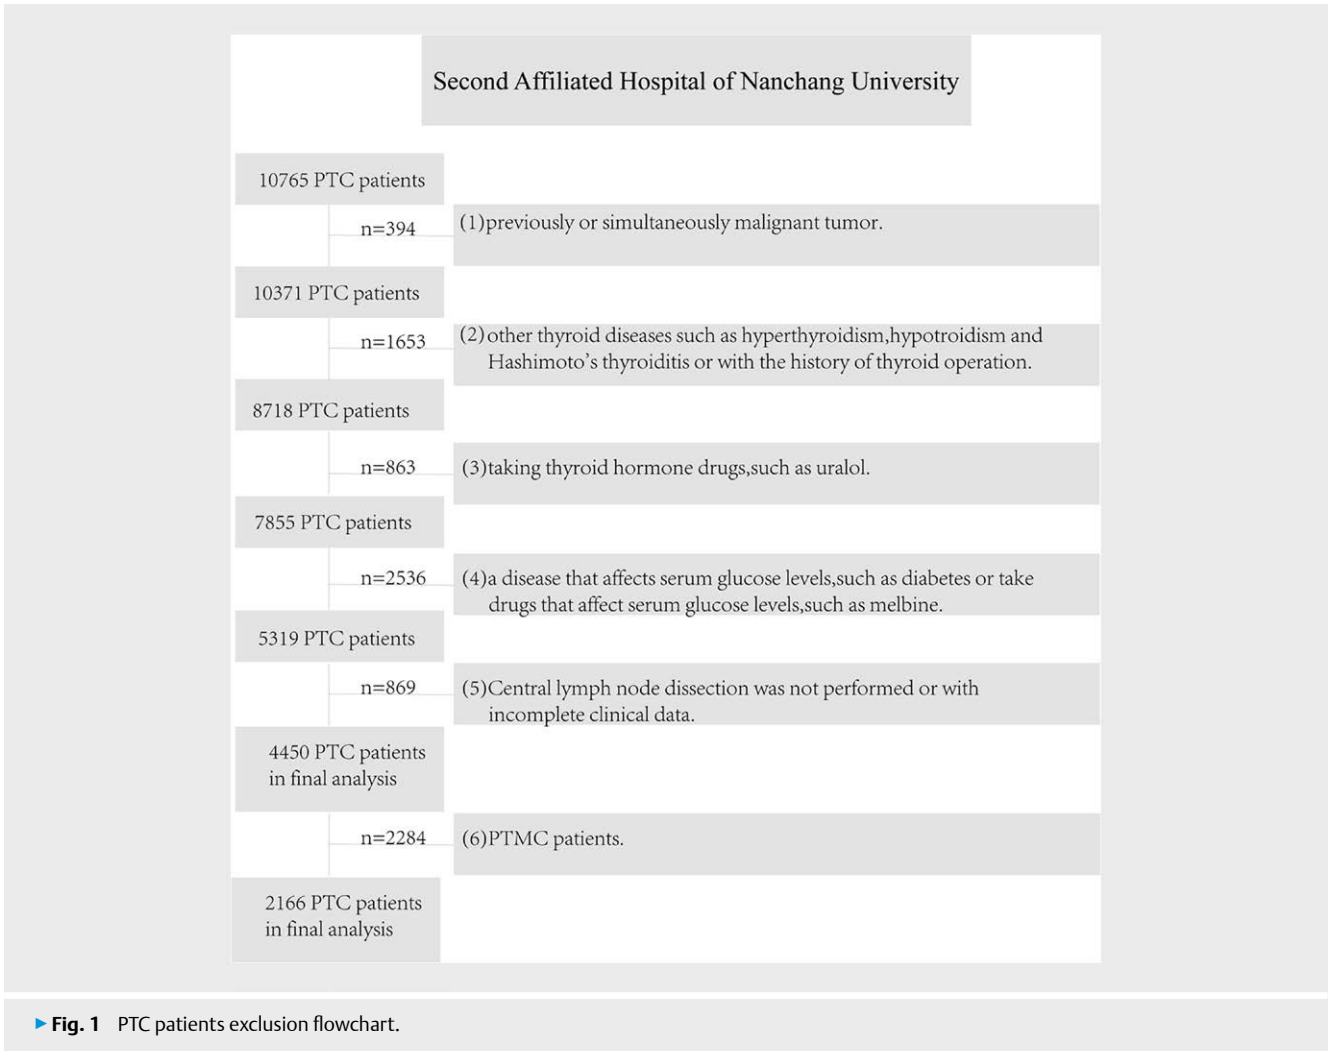 Second Affiliated Hospital of Nanchang University
10765 PTC patients
n=394
(1)previously or simultaneously malignant tumor.
10371 PTC patients
n=1653
(2)other thyroid diseases such as hyperthyroidism,hypotroidism and
Hashimoto's thyroiditis or with the history of thyroid operation.
8718 PTC patients
n=863
(3)taking thyroid hormone drugs,such as uralol.
7855 PTC patients
n=2536
(4)a disease that affects serum glucose levels,such as diabetes or take
drugs that affect serum glucose levels,such as melbine.
5319 PTC patients
n=869
(5)Central lymph node dissection was not performed or with
incomplete clinical data.
4450 PTC patients
in final analysis
n=2284
(6)PTMC patients.
2166 PTC patients
in final analysis
▶Fig. 1 PTC patients exclusion flowchart.